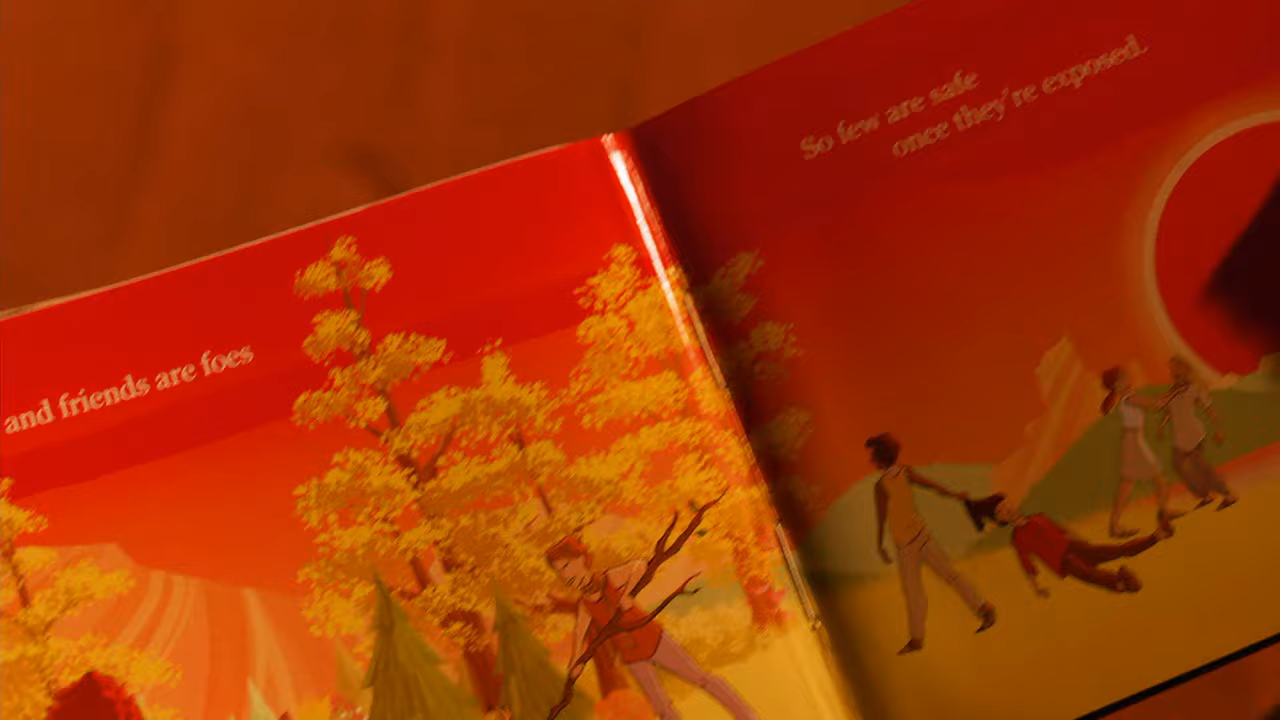 and friends are foes
So few are safe
once they're exposed.